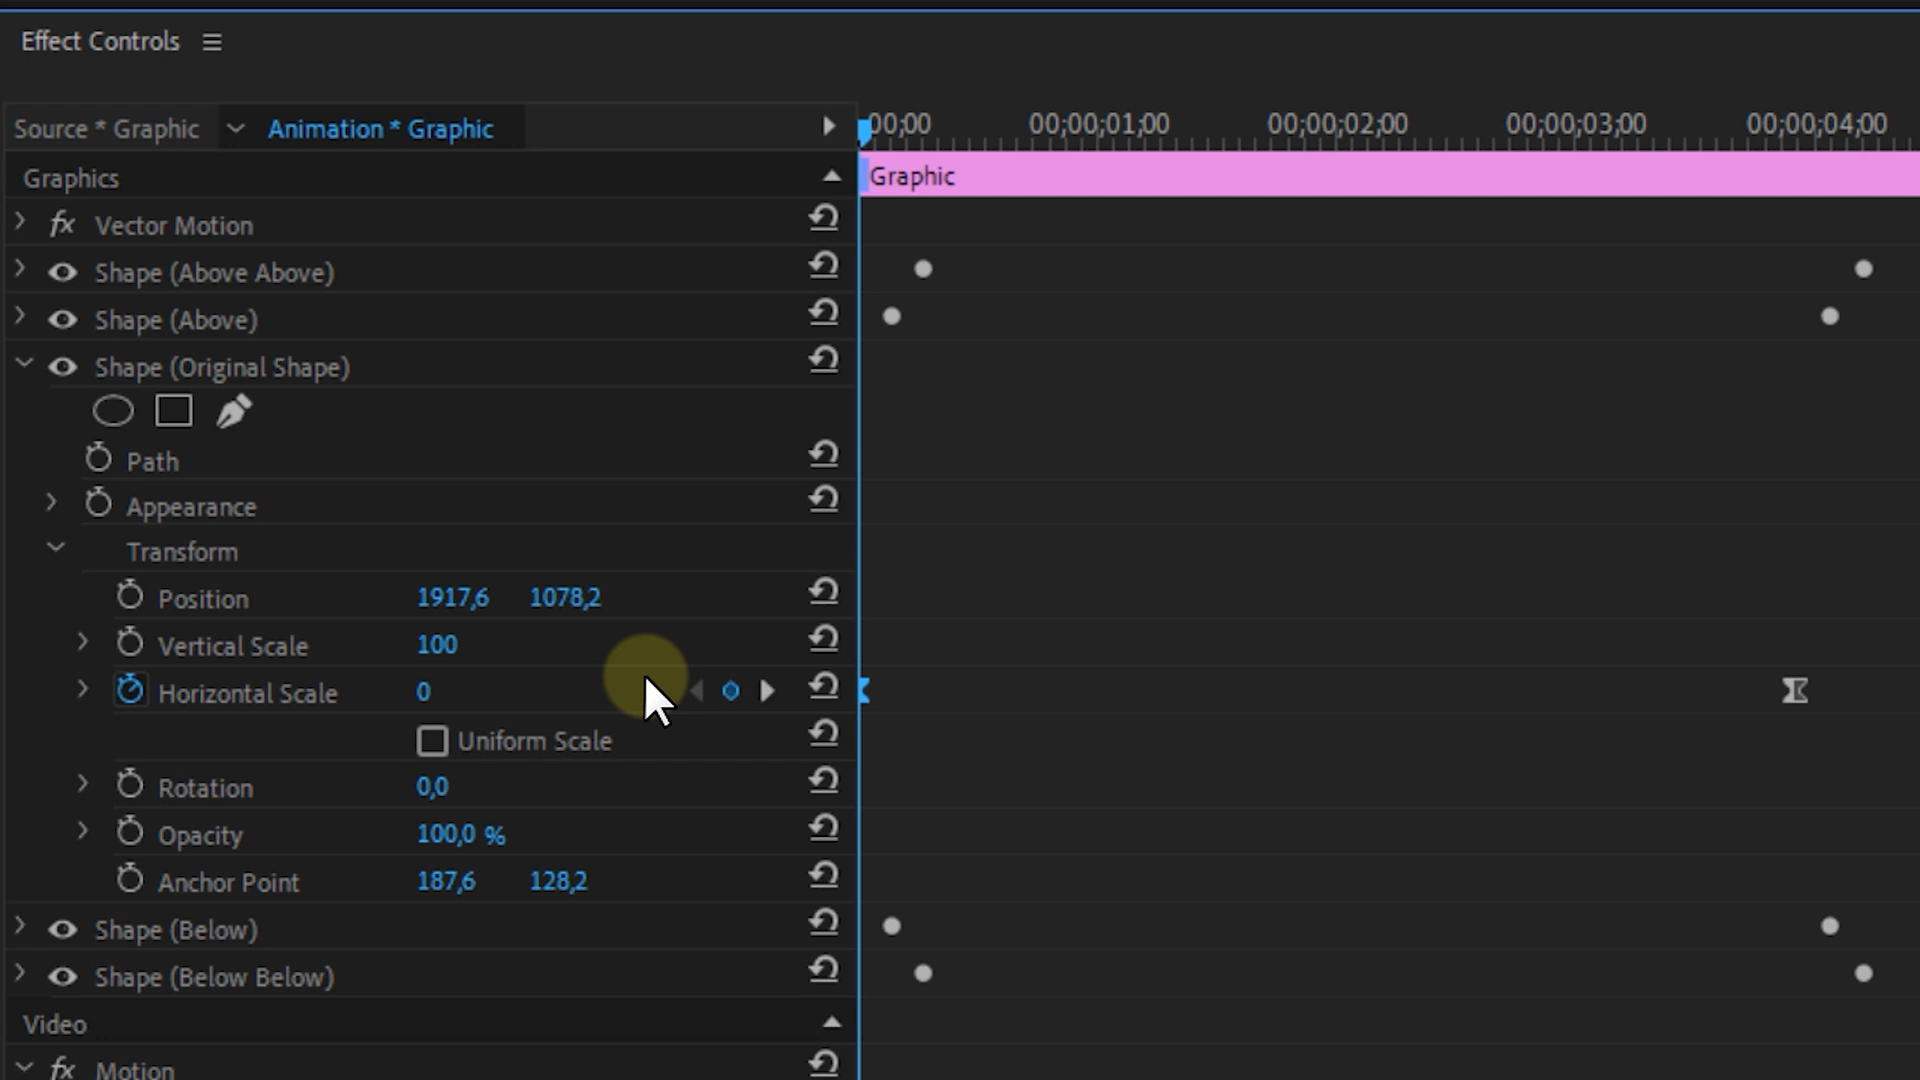 Effect Controls
Source * Graphic
Animation * Graphic
00;00
00;00;01;00
00;00;02;00
00;00;03;00
00;00;04;00
Graphics
Graphic
fx Vector Motion
Shape (Above Above)
Shape (Above)
Shape (Original Shape)
Path
Appearance
Transform
Position 1917,6 1078,2
Vertical Scale 100
Horizontal Scale 0
Uniform Scale
Rotation 0,0
Opacity 100,0 %
Anchor Point 187,6 128,2
Shape (Below)
Shape (Below Below)
Video
fx Motion